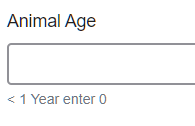 Animal Age
< 1 Year enter 0